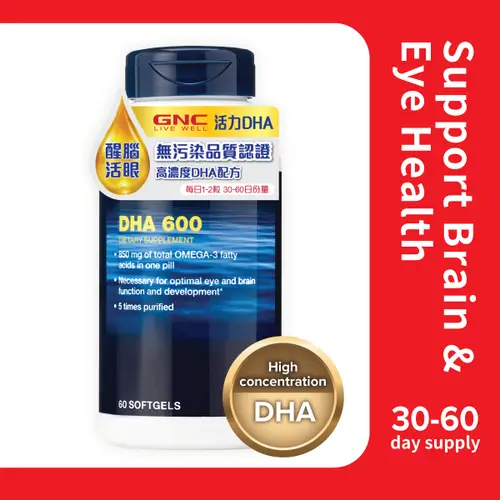 GNC
LIVE WELL
活力DHA
醒腦
活眼
無污染品質認證
高濃度DHA配方
每日1-2粒 30-60日份量
DHA 600
DIETARY SUPPLEMENT
• 850 mg of total OMEGA-3 fatty
acids in one pill
• Necessary for optimal eye and brain
function and development*
• 5 times purified
60 SOFTGELS
High
concentration
DHA
Support Brain &
Eye Health
30-60
day supply